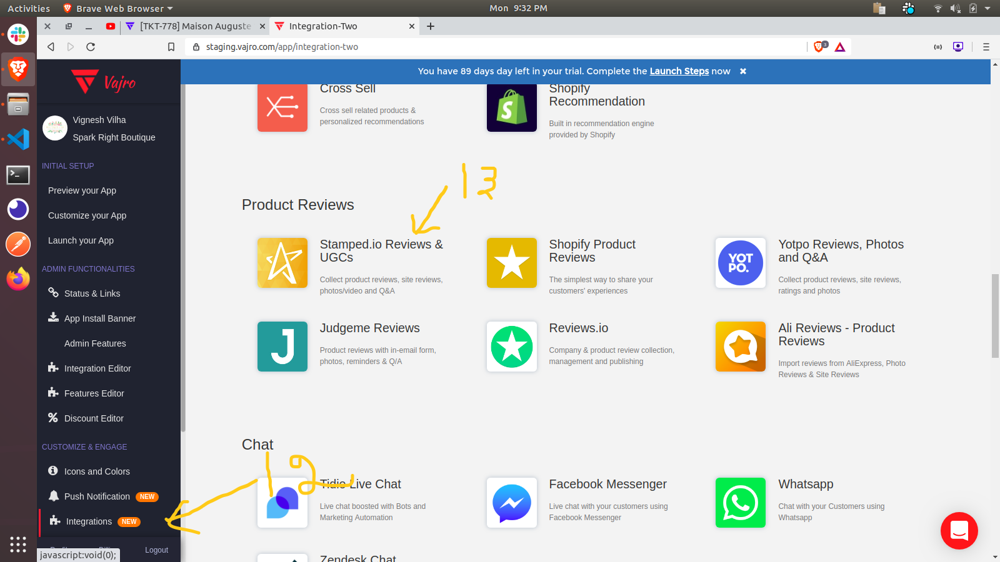 Activities
Brave Web Browser
Mon 9:32 PM
[TKT-778] Maison Auguste
Integration-Two
staging.vajro.com/app/integration-two
3
You have 89 days day left in your trial. Complete the Launch Steps now
Vajro
Vignesh Vilha
Spark Right Boutique
INITIAL SETUP
Preview your App
Customize your App
Launch your App
ADMIN FUNCTIONALITIES
Status & Links
App Install Banner
Admin Features
Integration Editor
Features Editor
Discount Editor
CUSTOMIZE & ENGAGE
Icons and Colors
Push Notification NEW
Integrations NEW
Logout
javascript:void(0);
Cross Sell
Cross sell related products &
personalized recommendations
Shopify
Recommendation
Built in recommendation engine
provided by Shopify
13
Product Reviews
Stamped.io Reviews &
UGCs
Collect product reviews, site reviews,
photos/video and Q&A
Shopify Product
Reviews
The simplest way to share your
customers' experiences
YOT
PO.
Yotpo Reviews, Photos
and Q&A
Collect product reviews, site reviews,
ratings and photos
J
Judgeme Reviews
Product reviews with in-email form,
photos, reminders & Q/A
Reviews.io
Company & product review collection,
management and publishing
Ali Reviews - Product
Reviews
Import reviews from AliExpress, Photo
Reviews & Site Reviews
Chat
12
Tidio Live Chat
Live chat boosted with Bots and
Marketing Automation
Facebook Messenger
Live chat with your customers using
Facebook Messenger
Whatsapp
Chat with your Customers using
Whatsapp
Zendesk Chat